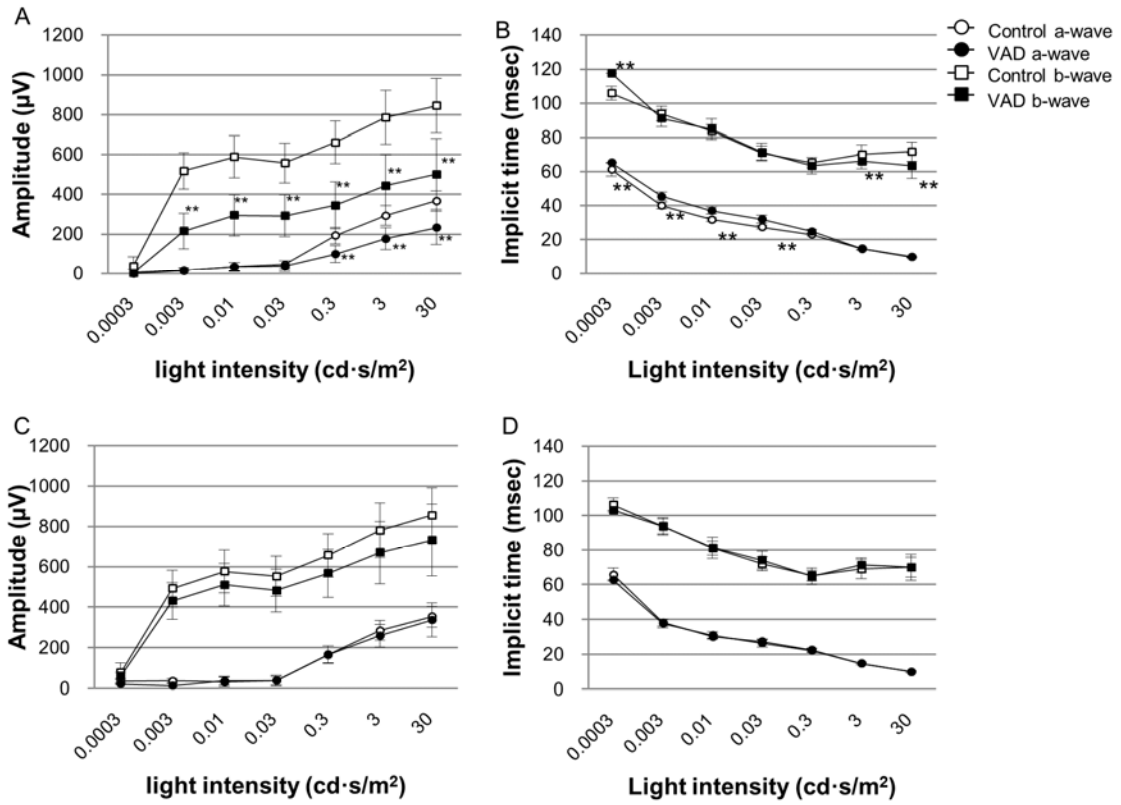 A
1200
1000
800
600
400
200
0
Amplitude (µV)
** ** ** ** ** **
** ** **
0.0003 0.003 0.01 0.03 0.3 3 30
light intensity (cd·s/m²)
B
140
120
100
80
60
40
20
0
Implicit time (msec)
** ** **
** ** ** **
0.0003 0.003 0.01 0.03 0.3 3 30
Light intensity (cd·s/m²)
Control a-wave
VAD a-wave
Control b-wave
VAD b-wave
C
1200
1000
800
600
400
200
0
Amplitude (µV)
0.0003 0.003 0.01 0.03 0.3 3 30
light intensity (cd·s/m²)
D
140
120
100
80
60
40
20
0
Implicit time (msec)
0.0003 0.003 0.01 0.03 0.3 3 30
Light intensity (cd·s/m²)